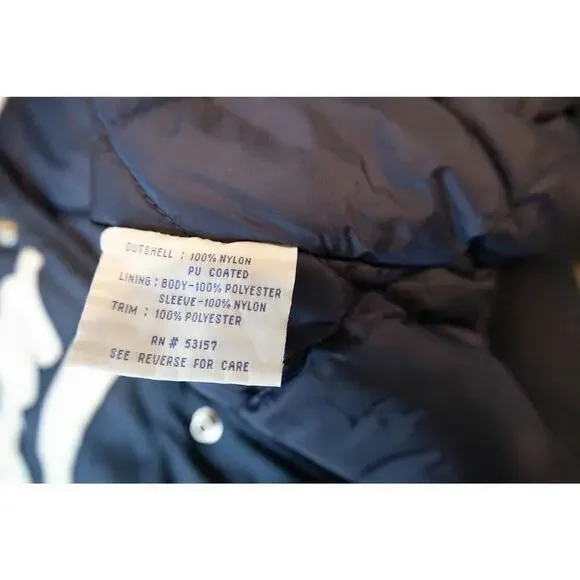 OUTSHELL : 100% NYLON
PU COATED
LINING : BODY-100% POLYESTER
SLEEVE-100% NYLON
TRIM : 100% POLYESTER
RN # 53157
SEE REVERSE FOR CARE